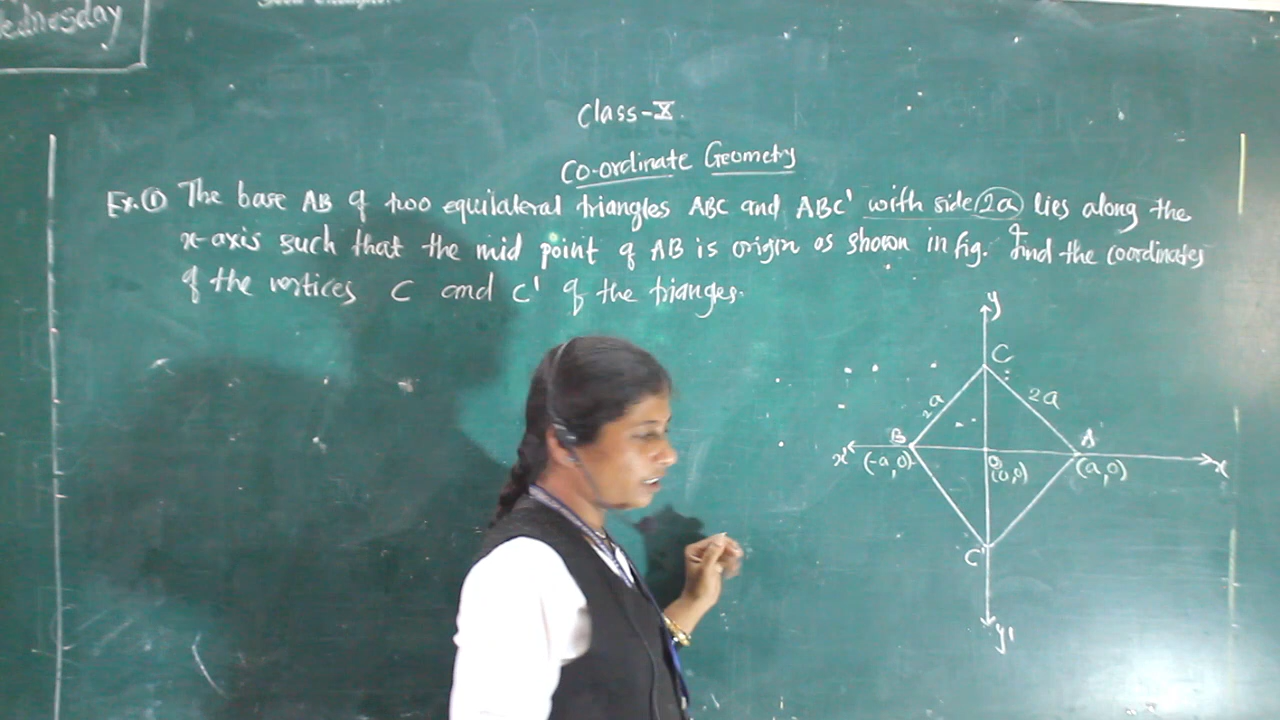 Wednesday
Class-X.
Co-ordinate Geometry
Ex.① The base AB of two equilateral triangles ABC and ABC' with side 2a lies along the
x-axis such that the mid point of AB is origin as shown in fig. find the coordinates
of the vertices C and C' of the trianges.
y
C
2a 2a
B A
x' (-a,0) O (0,0) (a,0) x
C'
y'